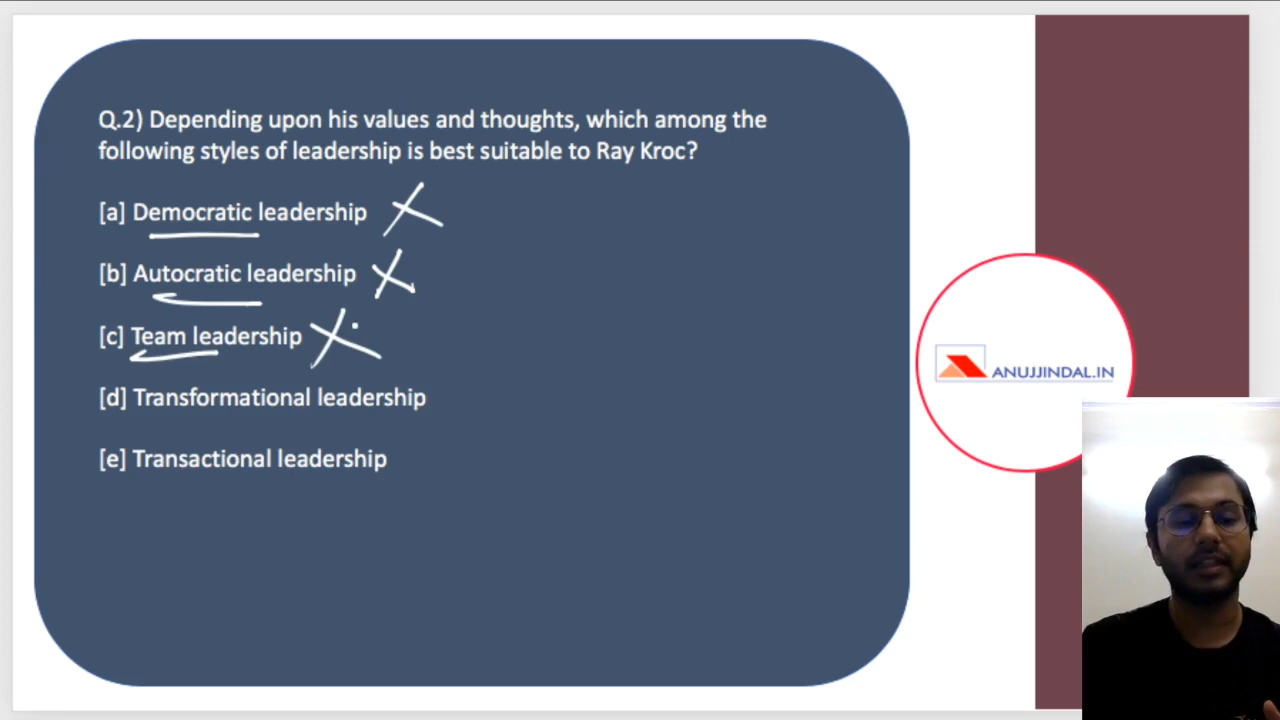 Q.2) Depending upon his values and thoughts, which among the
following styles of leadership is best suitable to Ray Kroc?
[a] Democratic leadership
[b] Autocratic leadership
[c] Team leadership
[d] Transformational leadership
[e] Transactional leadership
ANUJJINDAL.IN